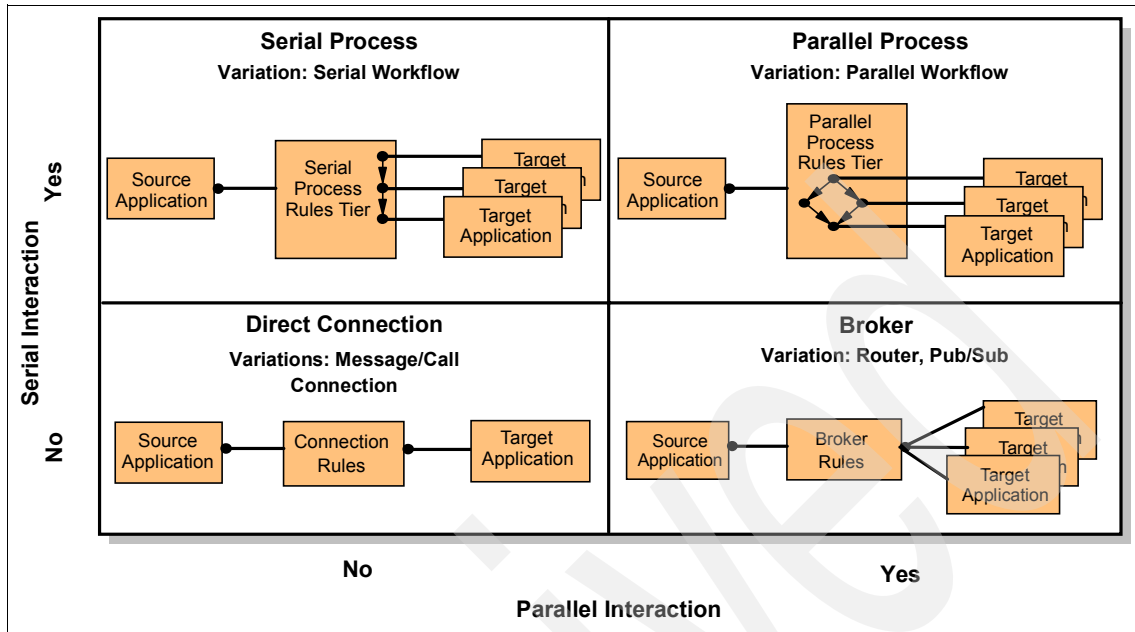 Serial Process
Variation: Serial Workflow
Source
Application
Serial
Process
Rules Tier
Target
Target
Target
Application
Parallel Process
Variation: Parallel Workflow
Source
Application
Parallel
Process
Rules Tier
Target
Target
Target
Application
Direct Connection
Variations: Message/Call
Connection
Source
Application
Connection
Rules
Target
Application
Broker
Variation: Router, Pub/Sub
Source
Application
Broker
Rules
Target
Target
Target
Application
Serial Interaction
Yes
No
No
Yes
Parallel Interaction